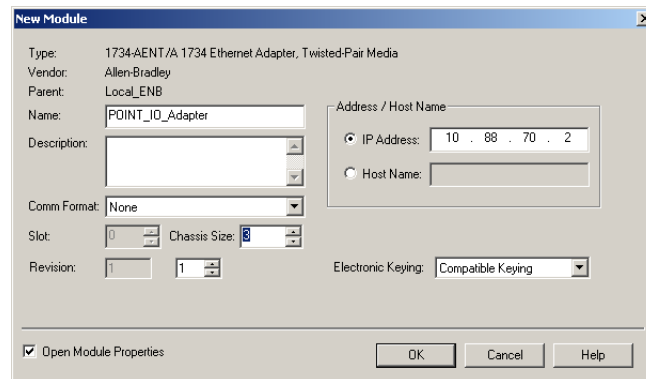 New Module
Type: 1734-AENT/A 1734 Ethernet Adapter, Twisted-Pair Media
Vendor: Allen-Bradley
Parent: Local_ENB
Name: POINT_IO_Adapter
Address / Host Name
Description:
IP Address: 10 . 88 . 70 . 2
Host Name:
Comm Format: None
Slot: 0 Chassis Size: 3
Revision: 1 1 Electronic Keying: Compatible Keying
Open Module Properties OK Cancel Help